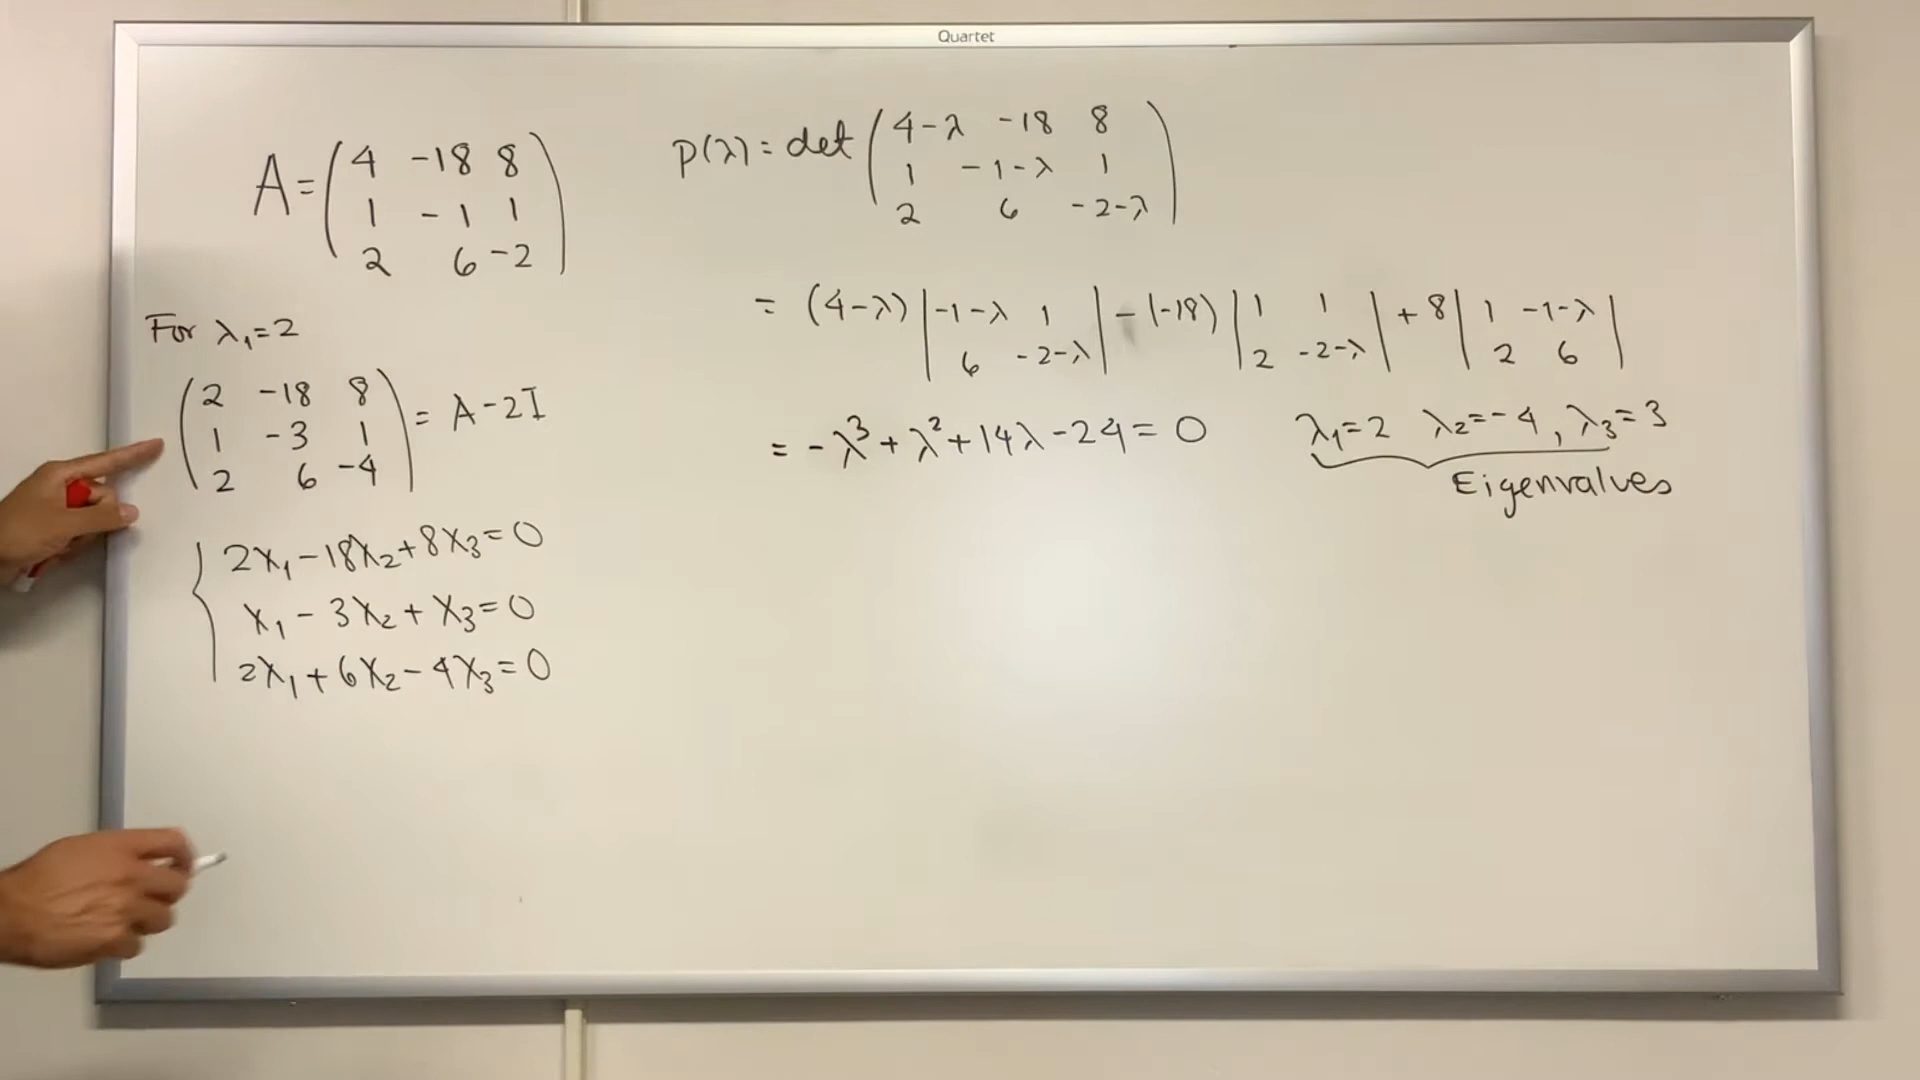 Quartet
A = ( 4 -18 8
1 -1 1
2 6 -2 )
For λ₁=2
( 2 -18 8
1 -3 1
2 6 -4 ) = A-2I
{ 2x₁-18x₂+8x₃=0
x₁-3x₂+x₃=0
2x₁+6x₂-4x₃=0
p(λ)=det ( 4-λ -18 8
1 -1-λ 1
2 6 -2-λ )
= (4-λ) | -1-λ 1 | -(-18) | 1 1 | +8 | 1 -1-λ |
6 -2-λ 2 -2-λ 2 6
= -λ³+λ²+14λ-24=0 λ₁=2 λ₂=-4, λ₃=3
Eigenvalues